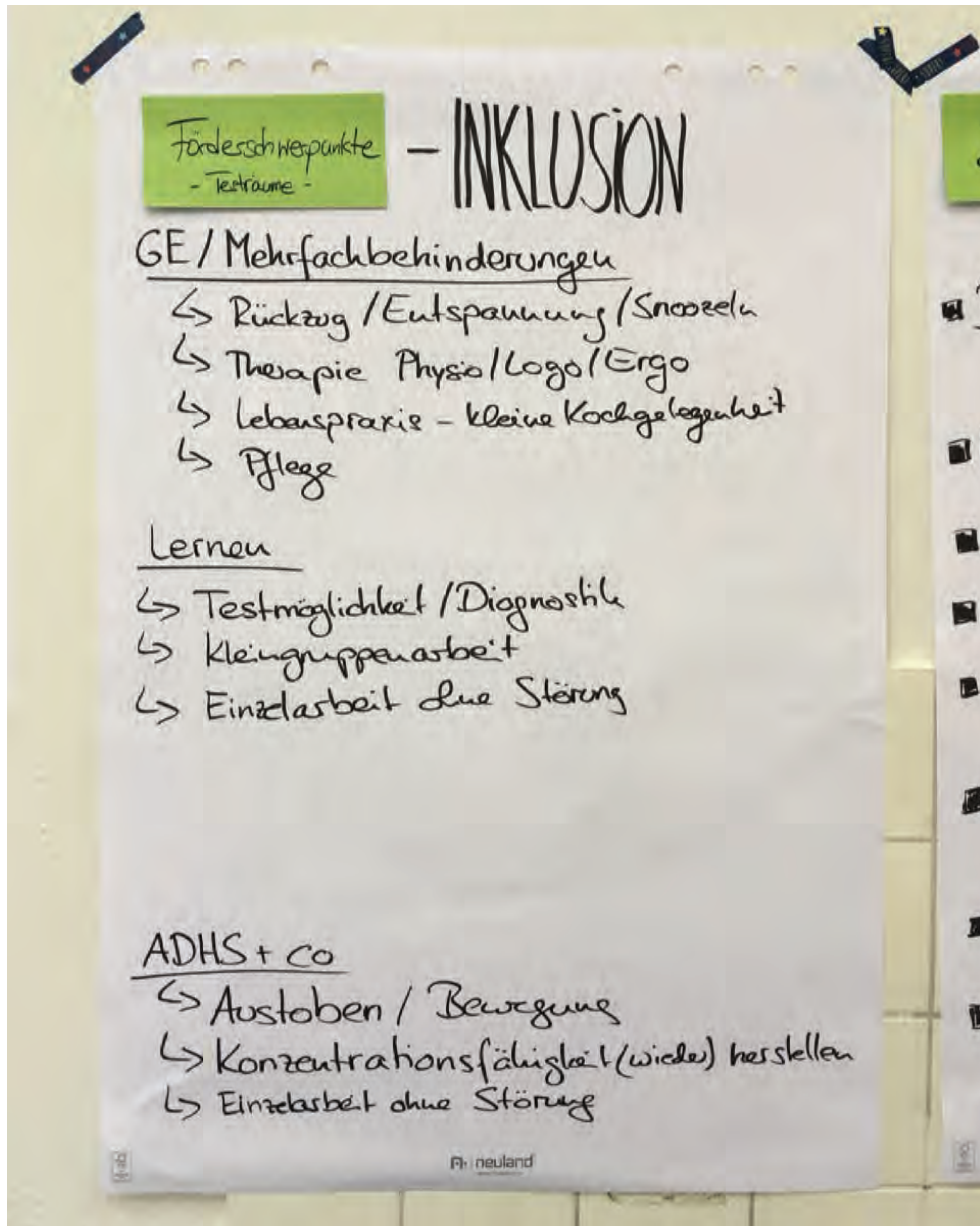 Förderschwerpunkte
- Testräume -
– INKLUSION
GE / Mehrfachbehinderungen
↳ Rückzug / Entspannung / Snoozeln
↳ Therapie Physio / Logo / Ergo
↳ Lebenspraxis – kleine Kochgelegenheit
↳ Pflege
Lernen
↳ Testmöglichkeit / Diagnostik
↳ Kleingruppenarbeit
↳ Einzelarbeit ohne Störung
ADHS + co
↳ Austoben / Bewegung
↳ Konzentrationsfähigkeit (wieder) herstellen
↳ Einzelarbeit ohne Störung
neuland